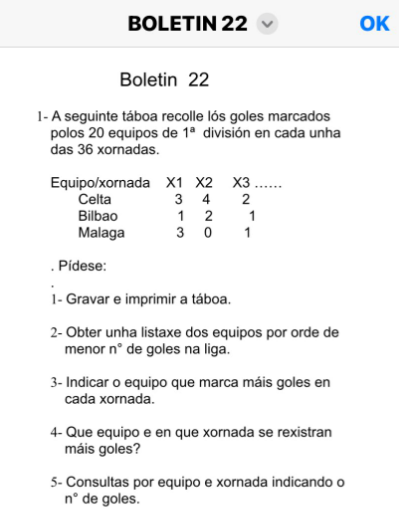 BOLETIN 22
OK
Boletin 22
1- A seguinte táboa recolle lós goles marcados
polos 20 equipos de 1ª división en cada unha
das 36 xornadas.
Equipo/xornada X1 X2 X3 ......
Celta 3 4 2
Bilbao 1 2 1
Malaga 3 0 1
. Pídese:
.
1- Gravar e imprimir a táboa.
2- Obter unha listaxe dos equipos por orde de
menor n° de goles na liga.
3- Indicar o equipo que marca máis goles en
cada xornada.
4- Que equipo e en que xornada se rexistran
máis goles?
5- Consultas por equipo e xornada indicando o
n° de goles.